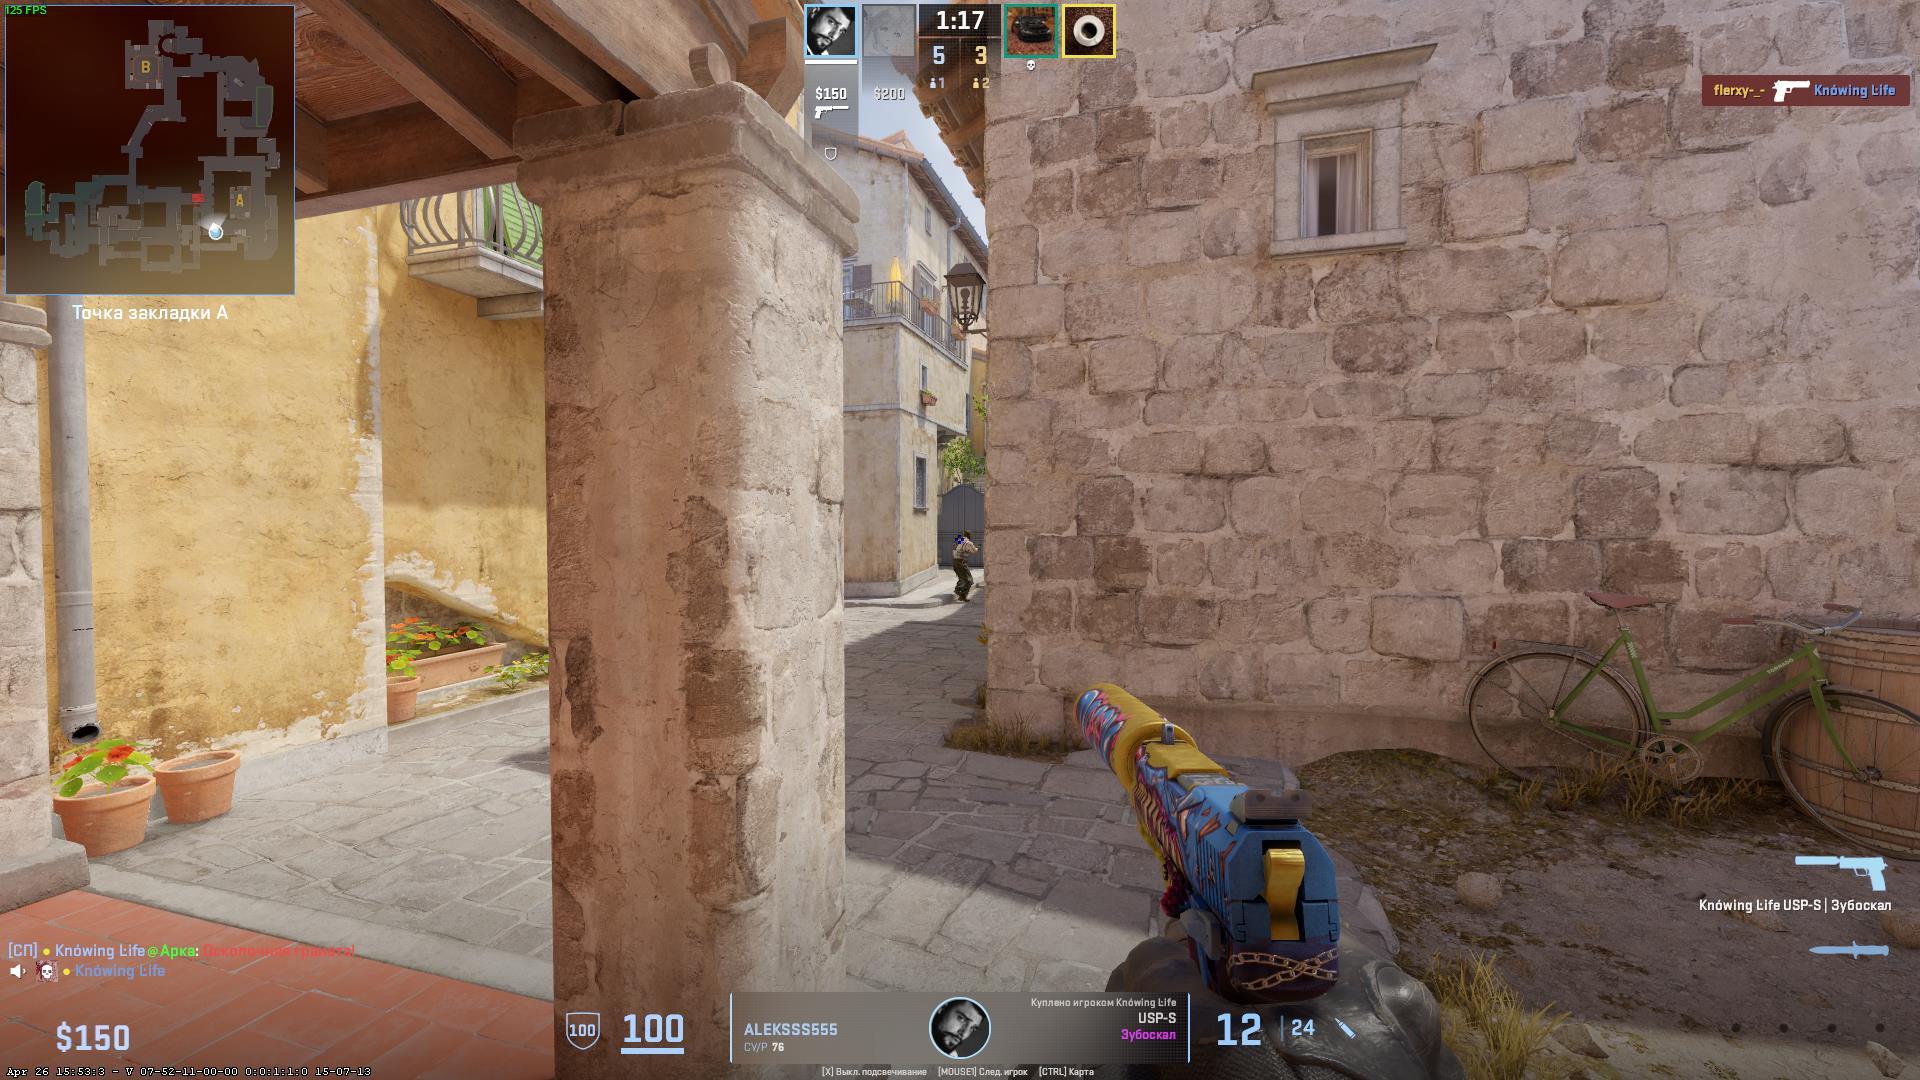 125 FPS
B
A
Точка закладки А
1:17
5 3
1 2
$150
$200
flerxy-_- Knówing Life
[СП] • Knówing Life@Арка: Осколочная граната!
• Knówing Life
$150
100
100
ALEKSSS555
СУ/Р 76
Куплено игроком Knówing Life
USP-S
Зубоскал
12 | 24
Knówing Life USP-S | Зубоскал
[X] Выкл. подсвечивание [MOUSE1] След. игрок [CTRL] Карта
Apr 26 15:53:3 - V 07-52-11-00-00 0:0:1:1:0 15-07-13